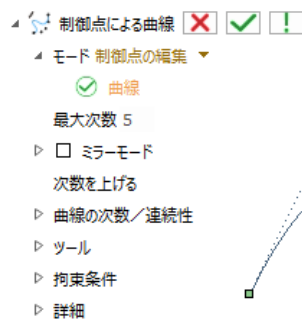 制御点による曲線
モード 制御点の編集
曲線
最大次数 5
ミラーモード
次数を上げる
曲線の次数／連続性
ツール
拘束条件
詳細